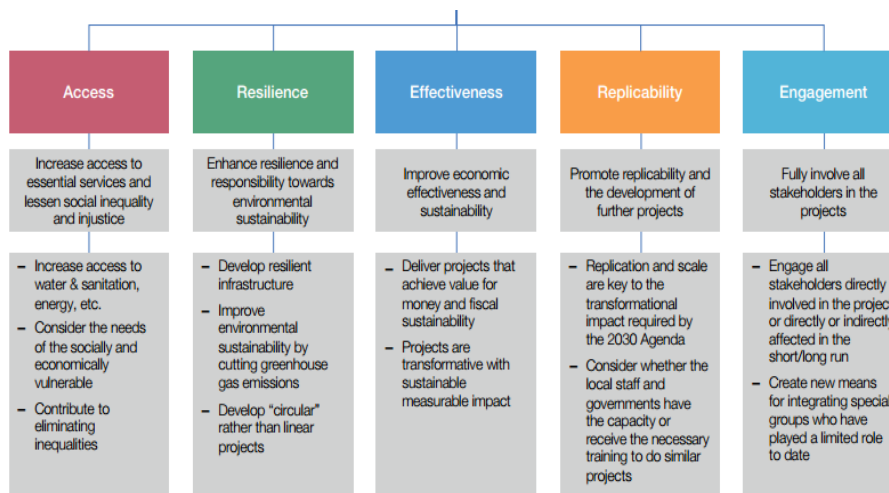 Access
Increase access to
essential services and
lessen social inequality
and injustice
– Increase access to
water & sanitation,
energy, etc.
– Consider the needs
of the socially and
economically
vulnerable
– Contribute to
eliminating
inequalities
Resilience
Enhance resilience and
responsibility towards
environmental
sustainability
– Develop resilient
infrastructure
– Improve
environmental
sustainability by
cutting greenhouse
gas emissions
– Develop “circular”
rather than linear
projects
Effectiveness
Improve economic
effectiveness and
sustainability
– Deliver projects that
achieve value for
money and fiscal
sustainability
– Projects are
transformative with
sustainable
measurable impact
Replicability
Promote replicability and
the development of
further projects
– Replication and scale
are key to the
transformational
impact required by
the 2030 Agenda
– Consider whether the
local staff and
governments have
the capacity or
receive the necessary
training to do similar
projects
Engagement
Fully involve all
stakeholders in the
projects
– Engage all
stakeholders directly
involved in the project
or directly or indirectly
affected in the
short/long run
– Create new means
for integrating special
groups who have
played a limited role
to date